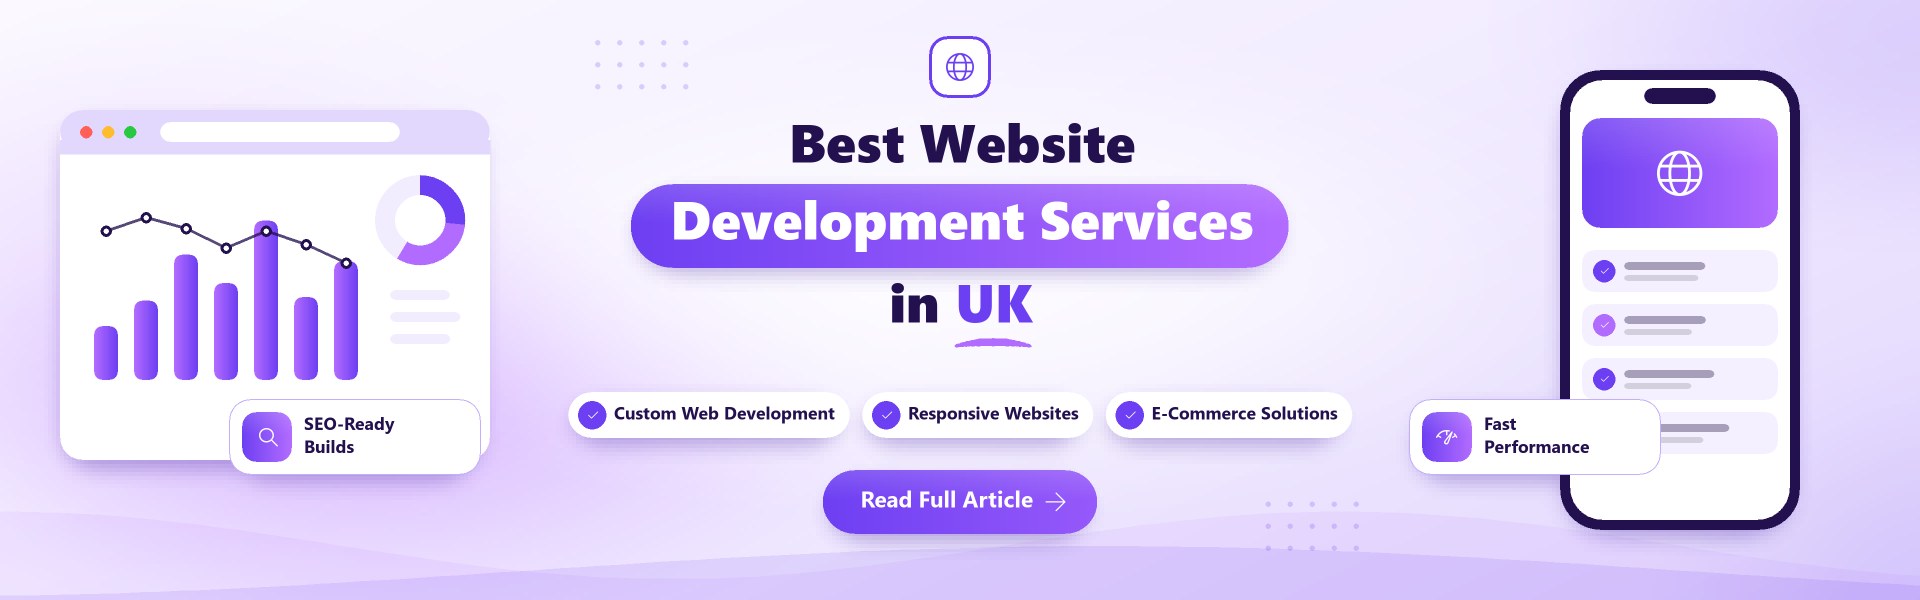 Best Website
Development Services
in UK
Custom Web Development
Responsive Websites
E-Commerce Solutions
Read Full Article
SEO-Ready
Builds
Fast
Performance